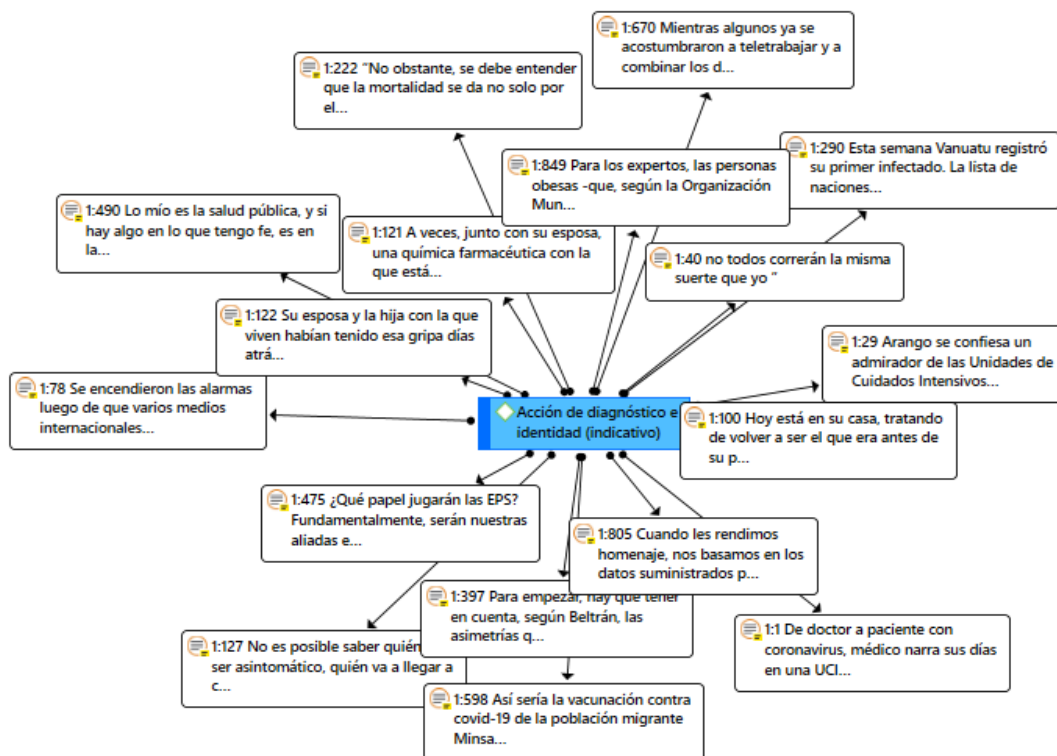 1:670 Mientras algunos ya se
acostumbraron a teletrabajar y a
combinar los d...
1:222 “No obstante, se debe entender
que la mortalidad se da no solo por
el...
1:290 Esta semana Vanuatu registró
su primer infectado. La lista de
naciones...
1:849 Para los expertos, las personas
obesas -que, según la Organización
Mun...
1:490 Lo mío es la salud pública, y si
hay algo en lo que tengo fe, es en
la...
1:121 A veces, junto con su esposa,
una química farmacéutica con la
que está...
1:40 no todos correrán la misma
suerte que yo “
1:122 Su esposa y la hija con la que
viven habían tenido esa gripa días
atrá...
1:29 Arango se confiesa un
admirador de las Unidades de
Cuidados Intensivos...
1:78 Se encendieron las alarmas
luego de que varios medios
internacionales...
Acción de diagnóstico e
identidad (indicativo)
1:100 Hoy está en su casa, tratando
de volver a ser el que era antes de
su p...
1:475 ¿Qué papel jugarán las EPS?
Fundamentalmente, serán nuestras
aliadas e...
1:805 Cuando les rendimos
homenaje, nos basamos en los
datos suministrados p...
1:397 Para empezar, hay que tener
en cuenta, según Beltrán, las
asimetrías q...
1:127 No es posible saber quién
ser asintomático, quién va a llegar a
c...
1:1 De doctor a paciente con
coronavirus, médico narra sus días
en una UCI...
1:598 Así sería la vacunación contra
covid-19 de la población migrante
Minsa...